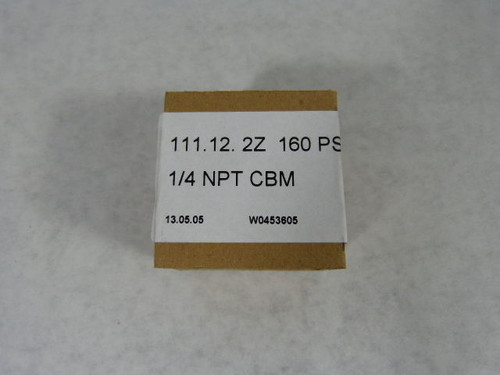 111.12. 2Z 160 PS
1/4 NPT CBM
13.05.05 W0453605